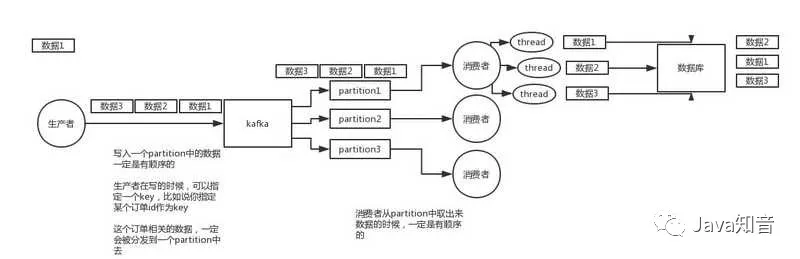 数据1
生产者
数据3 数据2 数据1
kafka
数据3 数据2 数据1
partition1
partition2
partition3
消费者
消费者
消费者
thread
thread
thread
数据1
数据2
数据3
数据库
数据2
数据1
数据3
写入一个partition中的数据
一定是有顺序的
生产者在写的时候，可以指
定一个key，比如说你指定
某个订单id作为key
这个订单相关的数据，一定
会被分发到一个partition中
去
消费者从partition中取出来
数据的时候，一定是有顺序
的
Java知音